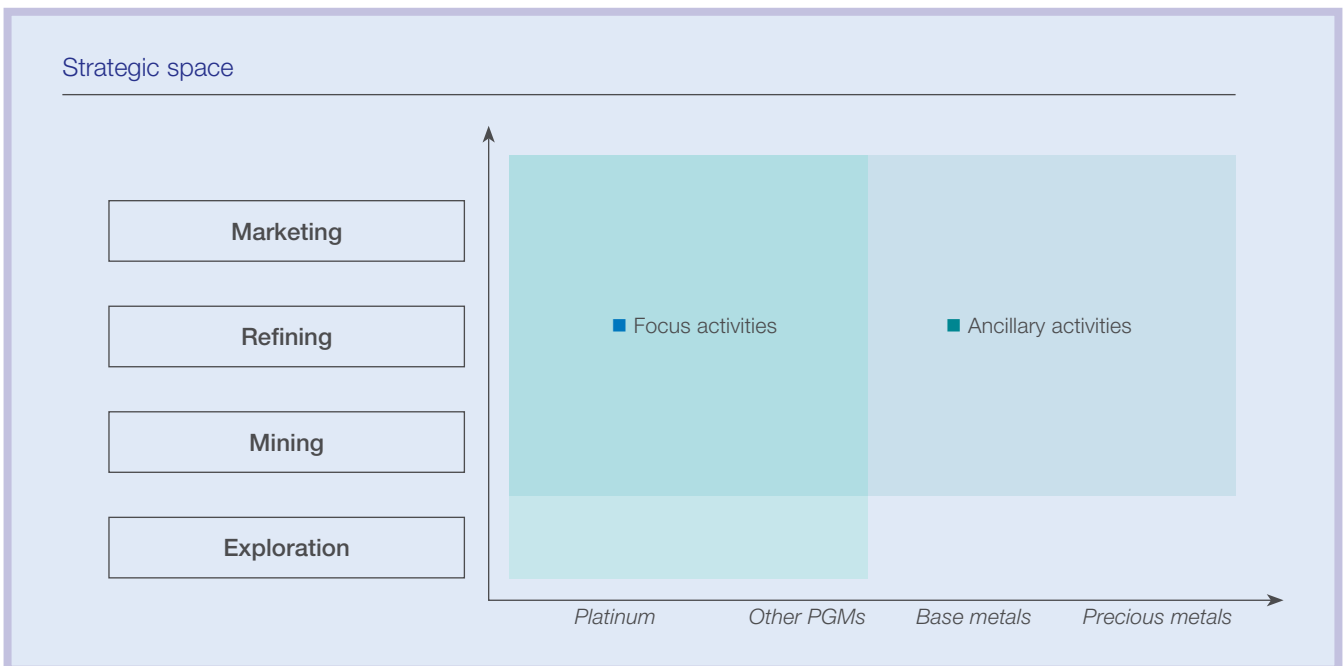 Strategic space
Marketing
Refining
Focus activities
Ancillary activities
Mining
Exploration
Platinum
Other PGMs
Base metals
Precious metals